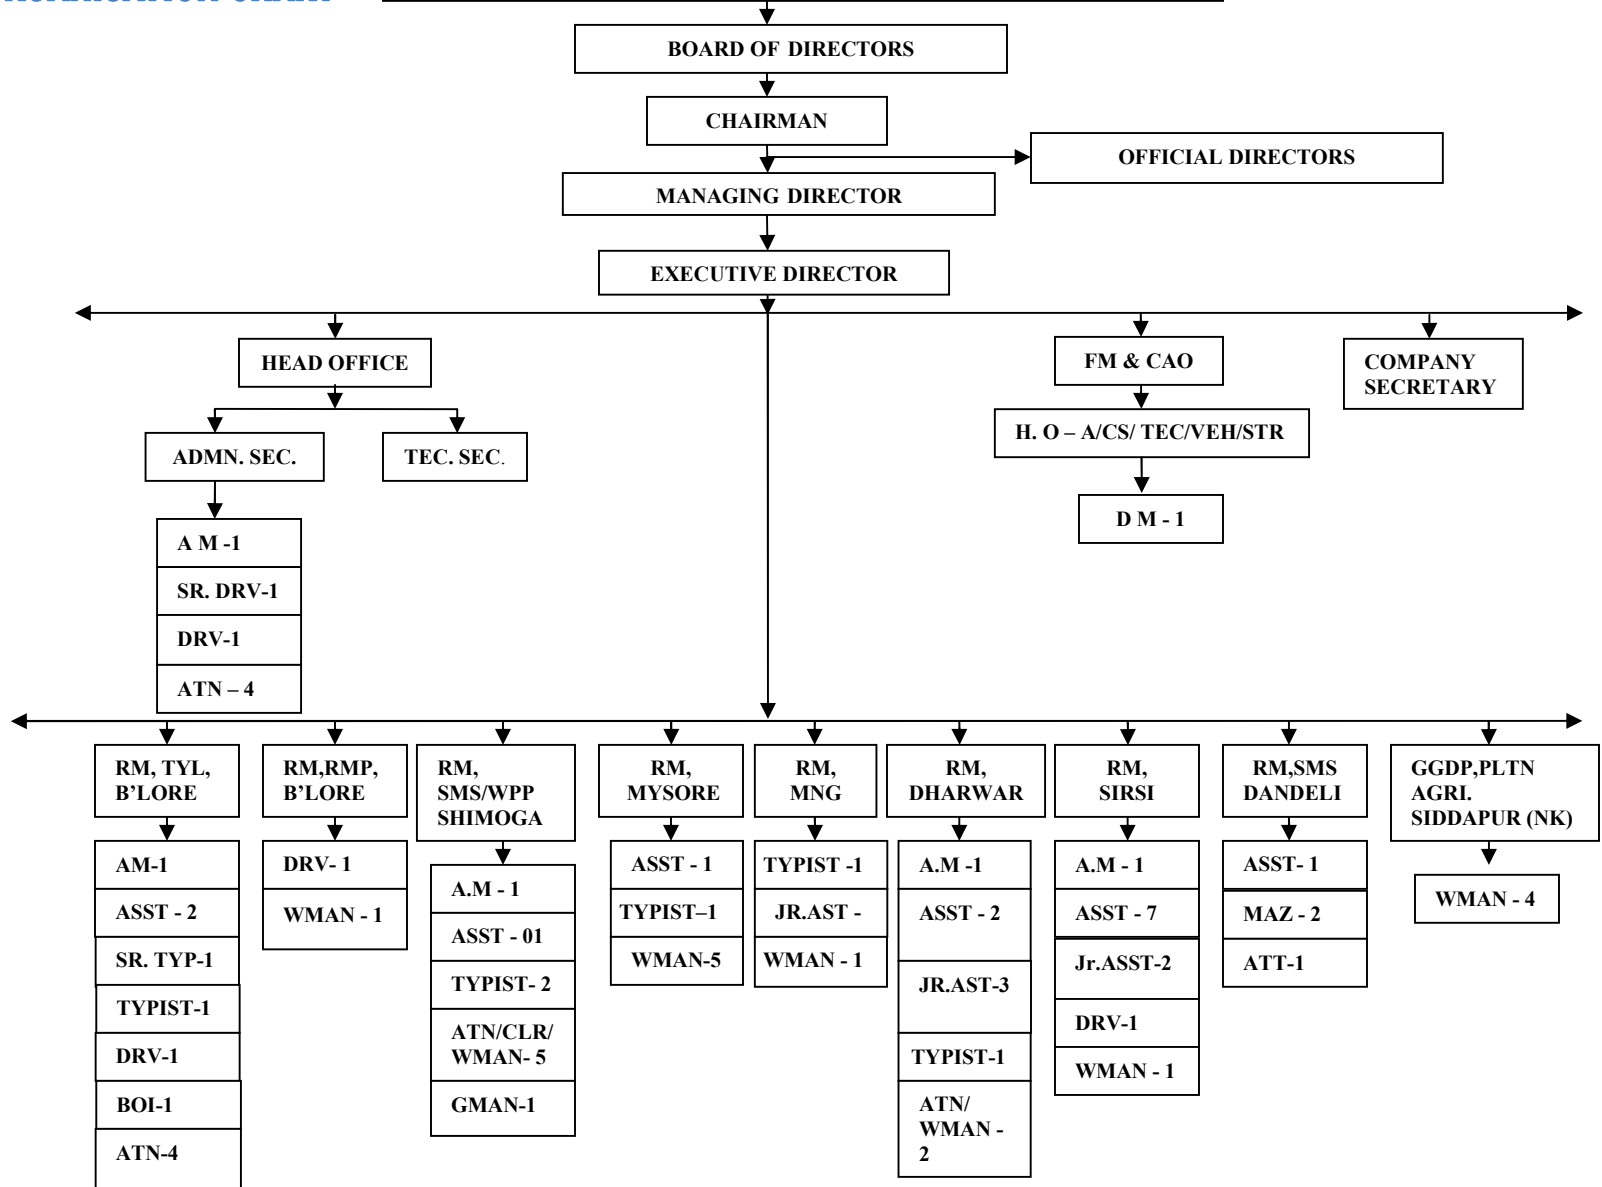 BOARD OF DIRECTORS
CHAIRMAN
OFFICIAL DIRECTORS
MANAGING DIRECTOR
EXECUTIVE DIRECTOR
HEAD OFFICE
FM & CAO
COMPANY
SECRETARY
H. O – A/CS/ TEC/VEH/STR
ADMN. SEC.
TEC. SEC.
D M - 1
A M -1
SR. DRV-1
DRV-1
ATN – 4
RM, TYL,
B’LORE
AM-1
ASST - 2
SR. TYP-1
TYPIST-1
DRV-1
BOI-1
ATN-4
RM,RMP,
B’LORE
DRV- 1
WMAN - 1
RM,
SMS/WPP
SHIMOGA
A.M - 1
ASST - 01
TYPIST- 2
ATN/CLR/
WMAN- 5
GMAN-1
RM,
MYSORE
ASST - 1
TYPIST–1
WMAN-5
RM,
MNG
TYPIST -1
JR.AST -
WMAN - 1
RM,
DHARWAR
A.M -1
ASST - 2
JR.AST-3
TYPIST-1
ATN/
WMAN -
2
RM,
SIRSI
A.M - 1
ASST - 7
Jr.ASST-2
DRV-1
WMAN - 1
RM,SMS
DANDELI
ASST- 1
MAZ - 2
ATT-1
GGDP,PLTN
AGRI.
SIDDAPUR (NK)
WMAN - 4